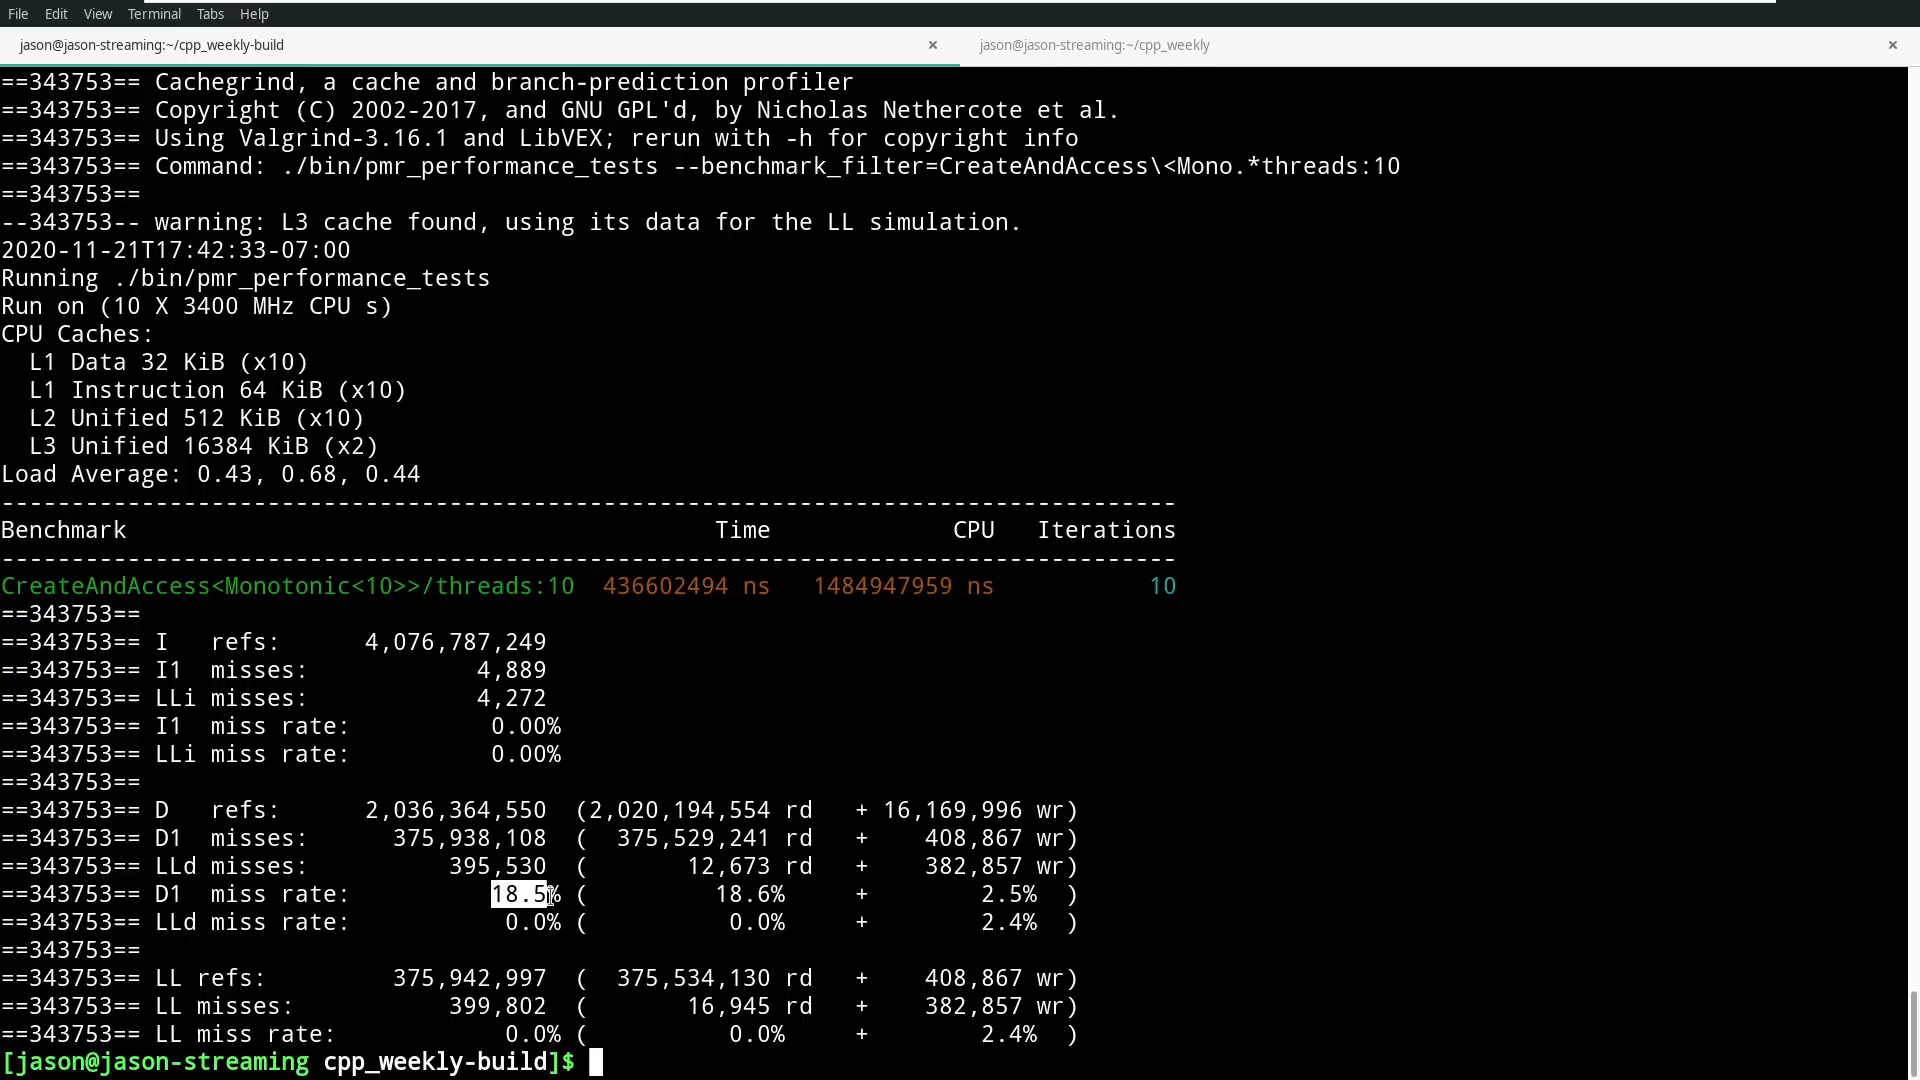 File Edit View Terminal Tabs Help
jason@jason-streaming:~/cpp_weekly-build × jason@jason-streaming:~/cpp_weekly ×
==343753== Cachegrind, a cache and branch-prediction profiler
==343753== Copyright (C) 2002-2017, and GNU GPL'd, by Nicholas Nethercote et al.
==343753== Using Valgrind-3.16.1 and LibVEX; rerun with -h for copyright info
==343753== Command: ./bin/pmr_performance_tests --benchmark_filter=CreateAndAccess\<Mono.*threads:10
==343753==
--343753-- warning: L3 cache found, using its data for the LL simulation.
2020-11-21T17:42:33-07:00
Running ./bin/pmr_performance_tests
Run on (10 X 3400 MHz CPU s)
CPU Caches:
  L1 Data 32 KiB (x10)
  L1 Instruction 64 KiB (x10)
  L2 Unified 512 KiB (x10)
  L3 Unified 16384 KiB (x2)
Load Average: 0.43, 0.68, 0.44
------------------------------------------------------------------------------------
Benchmark                                          Time             CPU   Iterations
------------------------------------------------------------------------------------
CreateAndAccess<Monotonic<10>>/threads:10  436602494 ns   1484947959 ns           10
==343753==
==343753== I   refs:      4,076,787,249
==343753== I1  misses:            4,889
==343753== LLi misses:            4,272
==343753== I1  miss rate:          0.00%
==343753== LLi miss rate:          0.00%
==343753==
==343753== D   refs:      2,036,364,550  (2,020,194,554 rd   + 16,169,996 wr)
==343753== D1  misses:      375,938,108  (  375,529,241 rd   +    408,867 wr)
==343753== LLd misses:          395,530  (       12,673 rd   +    382,857 wr)
==343753== D1  miss rate:          18.5% (         18.6%     +        2.5%  )
==343753== LLd miss rate:           0.0% (          0.0%     +        2.4%  )
==343753==
==343753== LL refs:         375,942,997  (  375,534,130 rd   +    408,867 wr)
==343753== LL misses:           399,802  (       16,945 rd   +    382,857 wr)
==343753== LL miss rate:            0.0% (          0.0%     +        2.4%  )
[jason@jason-streaming cpp_weekly-build]$